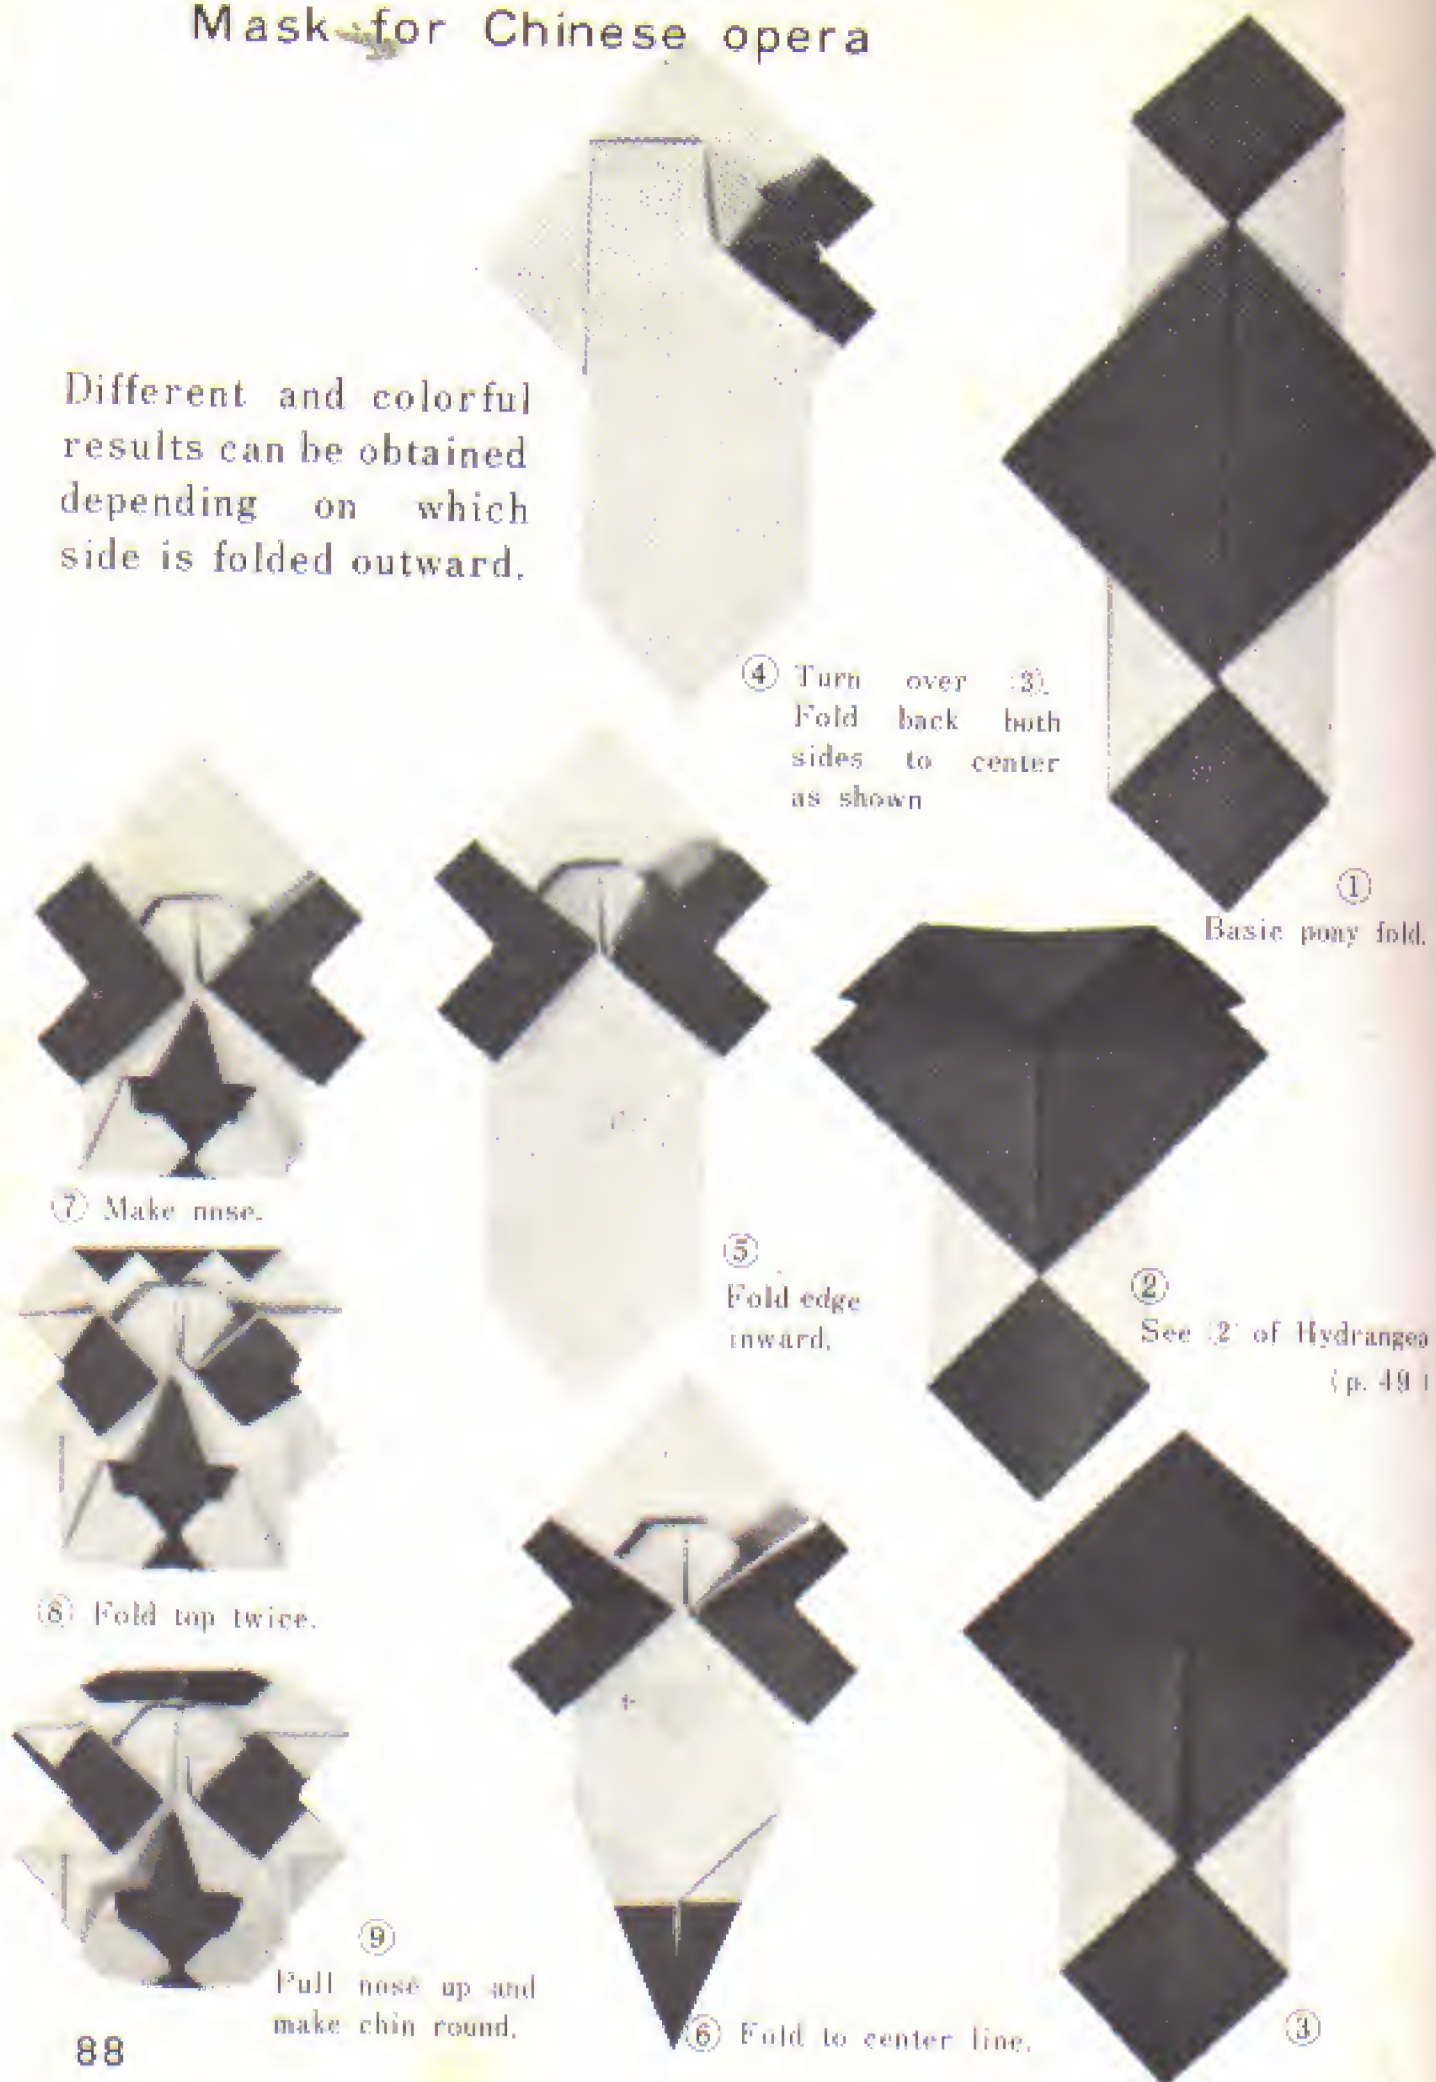 Mask for Chinese opera
Different and colorful
results can be obtained
depending on which
side is folded outward.
①
Basic pony fold.
②
See (2) of Hydrangea
(p. 49)
③
④ Turn over (3).
Fold back both
sides to center
as shown
⑤
Fold edge
inward.
⑥ Fold to center line.
⑦ Make nose.
⑧ Fold top twice.
⑨
Pull nose up and
make chin round.
88